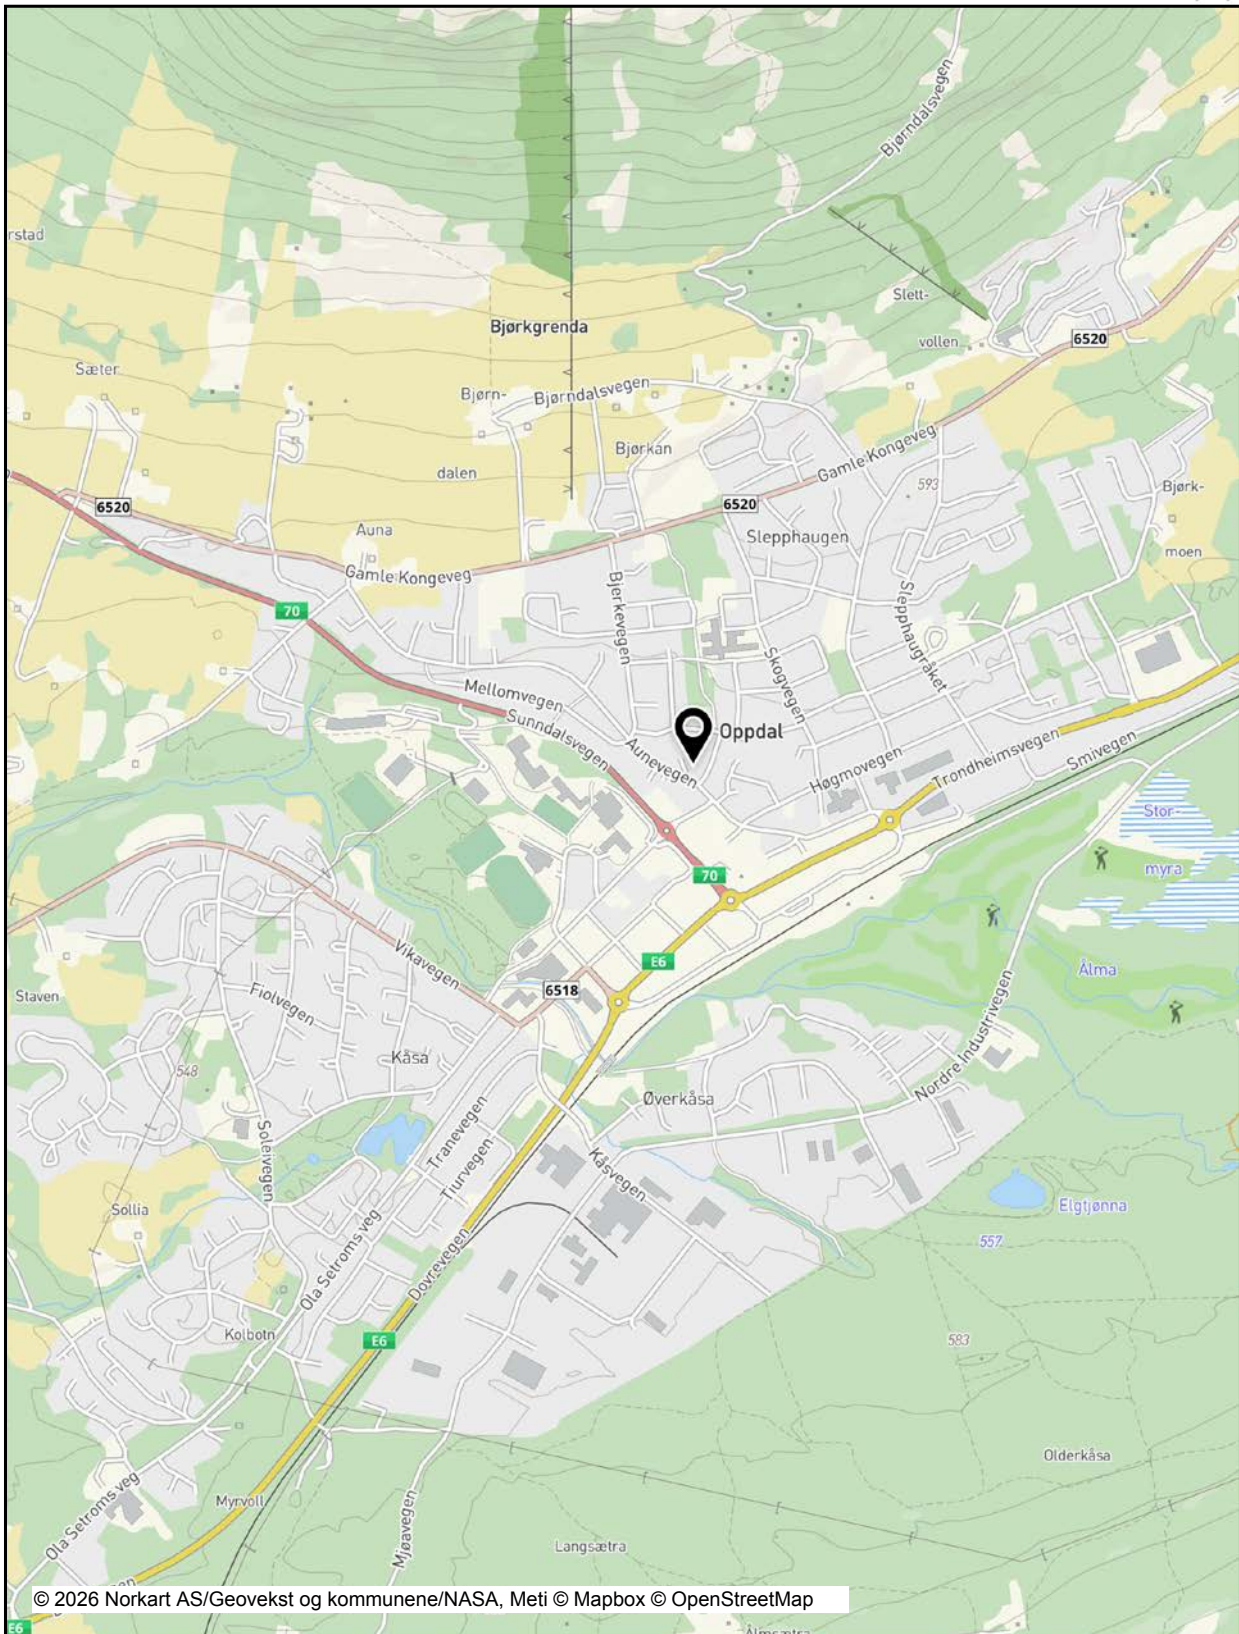 Bjørndalsvegen
rstad
Slett-
Bjørkgrenda
vollen
6520
Sæter
Bjørn-
Bjørndalsvegen
Gamle Kongeveg
Bjørkan
dalen
593
Bjørk-
6520
6520
Auna
Slepphaugen
moen
Gamle Kongeveg
Bjerkevegen
Slepphaugråket
70
Skogvegen
Mellomvegen
Sunndalsvegen
Aunevegen
Oppdal
Høgmovegen
Trondheimsvegen
Smivegen
Stor-
myra
70
Vikavegen
E6
Ålma
Staven
Fiolvegen
6518
Nordre Industrivegen
Kåsa
548
Øverkåsa
Soleivegen
Tranevegen
Tiurvegen
Kåsvegen
Sollia
Elgtjønna
557
Ola Setroms veg
Dovrevegen
Kolbotn
E6
583
Olderkåsa
Ola Setroms veg
Myrvoll
Mjøavegen
Langsætra
© 2026 Norkart AS/Geovekst og kommunene/NASA, Meti © Mapbox © OpenStreetMap
E6